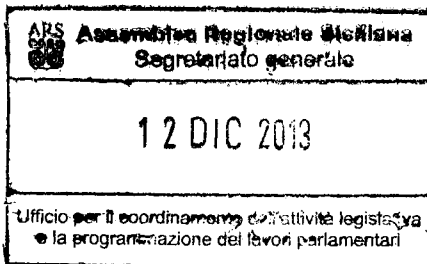 ARS
Assemblea Regionale Siciliana
Segretariato generale
12 DIC 2013
Ufficio per il coordinamento dell'attività legislativa
e la programmazione dei lavori parlamentari